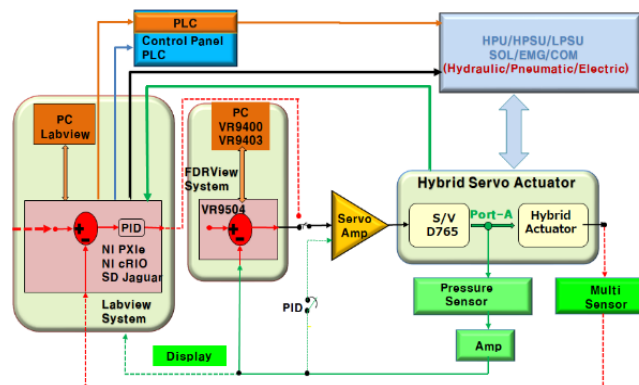 PLC
Control Panel
PLC
HPU/HPSU/LPSU
SOL/EMG/COM
(Hydraulic/Pneumatic/Electric)
PC
Labview
PC
VR9400
VR9403
FDRView
System
VR9504
Hybrid Servo Actuator
Servo
Amp
S/V
D765
Port-A
Hybrid
Actuator
+
-
PID
NI PXIe
NI cRIO
SD Jaguar
Labview
System
+
-
PID
Pressure
Sensor
Multi
Sensor
Display
Amp